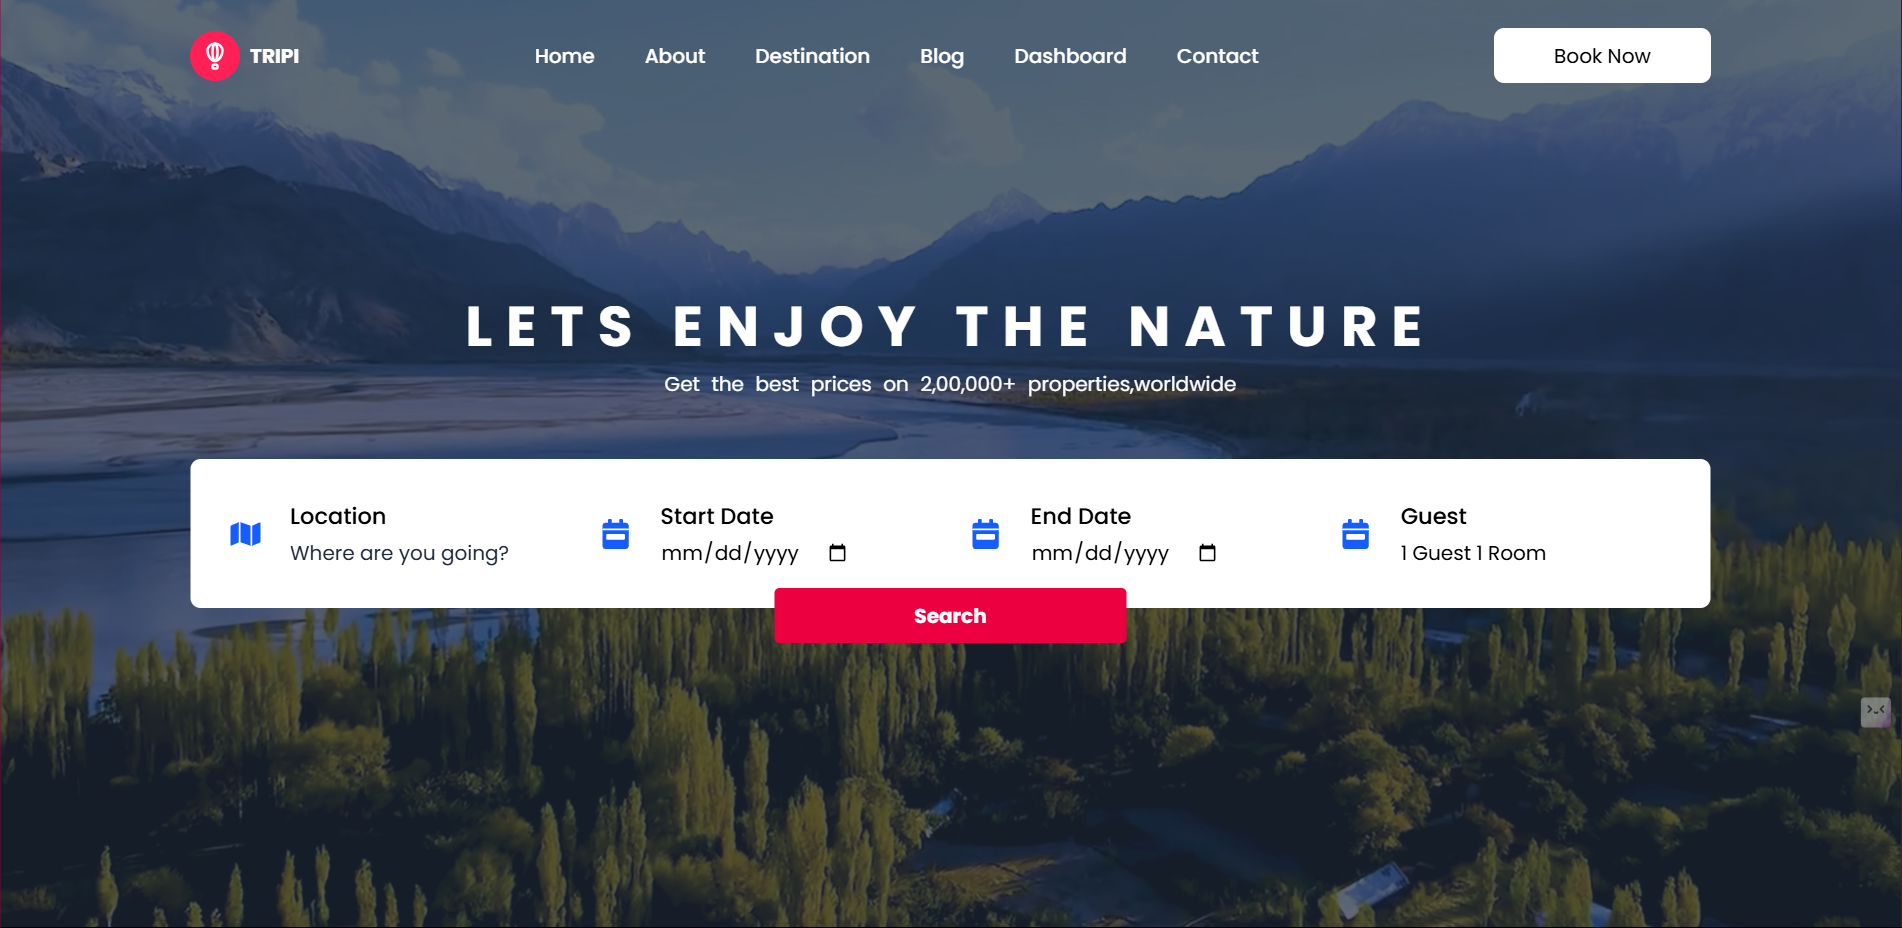 TRIPI
Home About Destination Blog Dashboard Contact
Book Now
LETS ENJOY THE NATURE
Get the best prices on 2,00,000+ properties,worldwide
Location
Where are you going?
Start Date
mm/dd/yyyy
End Date
mm/dd/yyyy
Guest
1 Guest 1 Room
Search